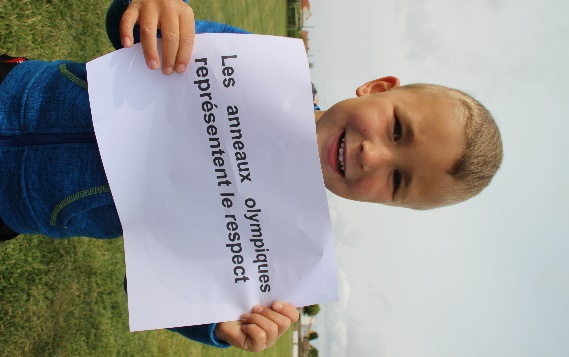 Les anneaux olympiques
représentent le respect